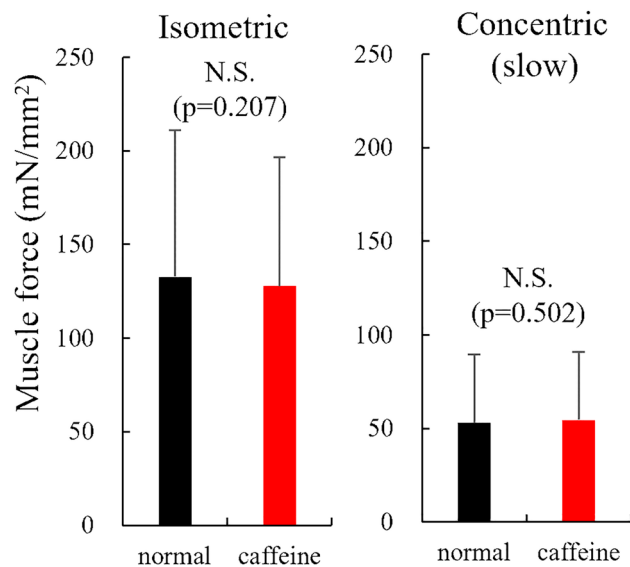 Isometric
Muscle force (mN/mm²)
250
200
150
100
50
0
N.S.
(p=0.207)
normal caffeine
Concentric
(slow)
250
200
150
100
50
0
N.S.
(p=0.502)
normal caffeine